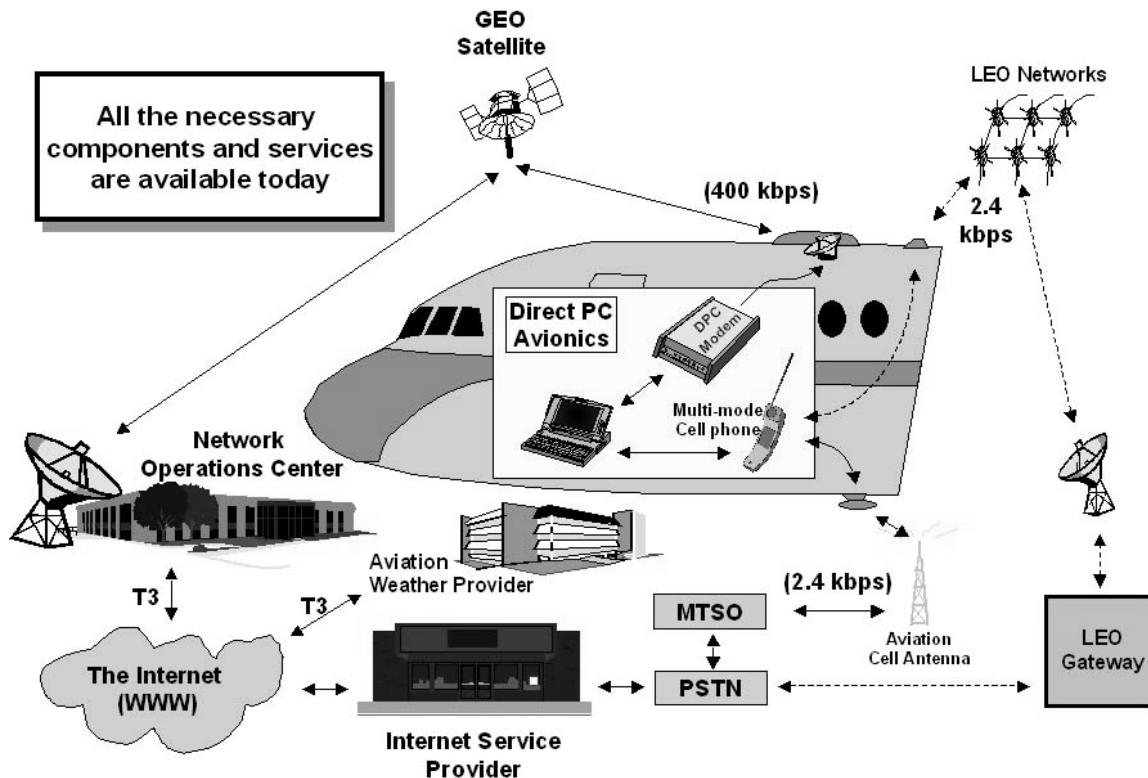 GEO
Satellite
LEO Networks
All the necessary
components and services
are available today
(400 kbps)
2.4
kbps
Direct PC
Avionics
DPC
Modem
Multi-mode
Cell phone
Network
Operations Center
Aviation
Weather Provider
T3
T3
(2.4 kbps)
MTSO
Aviation
Cell Antenna
LEO
Gateway
The Internet
(WWW)
PSTN
Internet Service
Provider